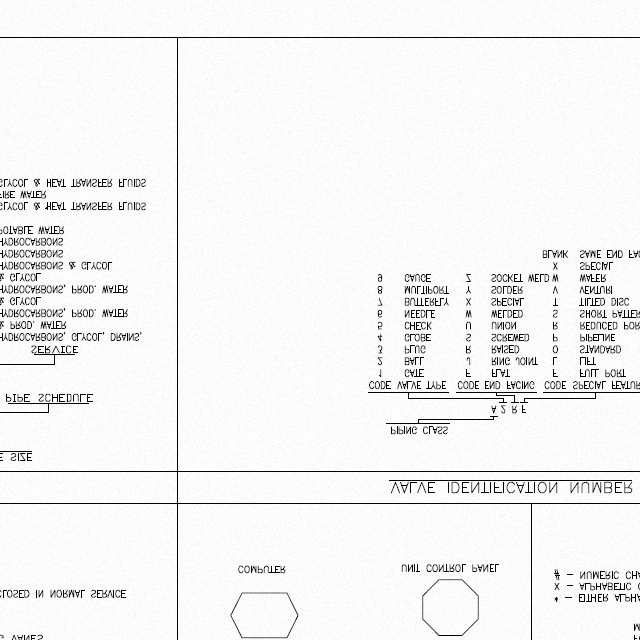 G VANES
CLOSED IN NORMAL SERVICE
COMPUTER
UNIT CONTROL PANEL
* - EITHER ALPHA
X - ALPHABETIC C
# - NUMERIC CHA
VALVE IDENTIFICATION NUMBER
E SIZE
PIPE SCHEDULE
SERVICE
HYDROCARBONS, GLYCOL, DRAINS,
& PROD. WATER
HYDROCARBONS, PROD. WATER
& GLYCOL
HYDROCARBONS, PROD. WATER
& GLYCOL
HYDROCARBONS & GLYCOL
HYDROCARBONS
HYDROCARBONS
POTABLE WATER
GLYCOL & HEAT TRANSFER FLUIDS
FIRE WATER
GLYCOL & HEAT TRANSFER FLUIDS
PIPING CLASS
A 2 R F
CODE VALVE TYPE CODE END FACING CODE SPECIAL FEATUR
1 GATE F FLAT F FULL PORT
2 BALL J RING JOINT L LIFT
3 PLUG R RAISED O STANDARD
4 GLOBE S SCREWED P PIPELINE
5 CHECK U UNION R REDUCED POR
6 NEEDLE W WELDED S SHORT PATTER
7 BUTTERFLY X SPECIAL T TILTED DISC
8 MULTIPORT Y SOLDER V VENTURI
9 GAUGE Z SOCKET WELD W WAFER
X SPECIAL
BLANK SAME END FAC